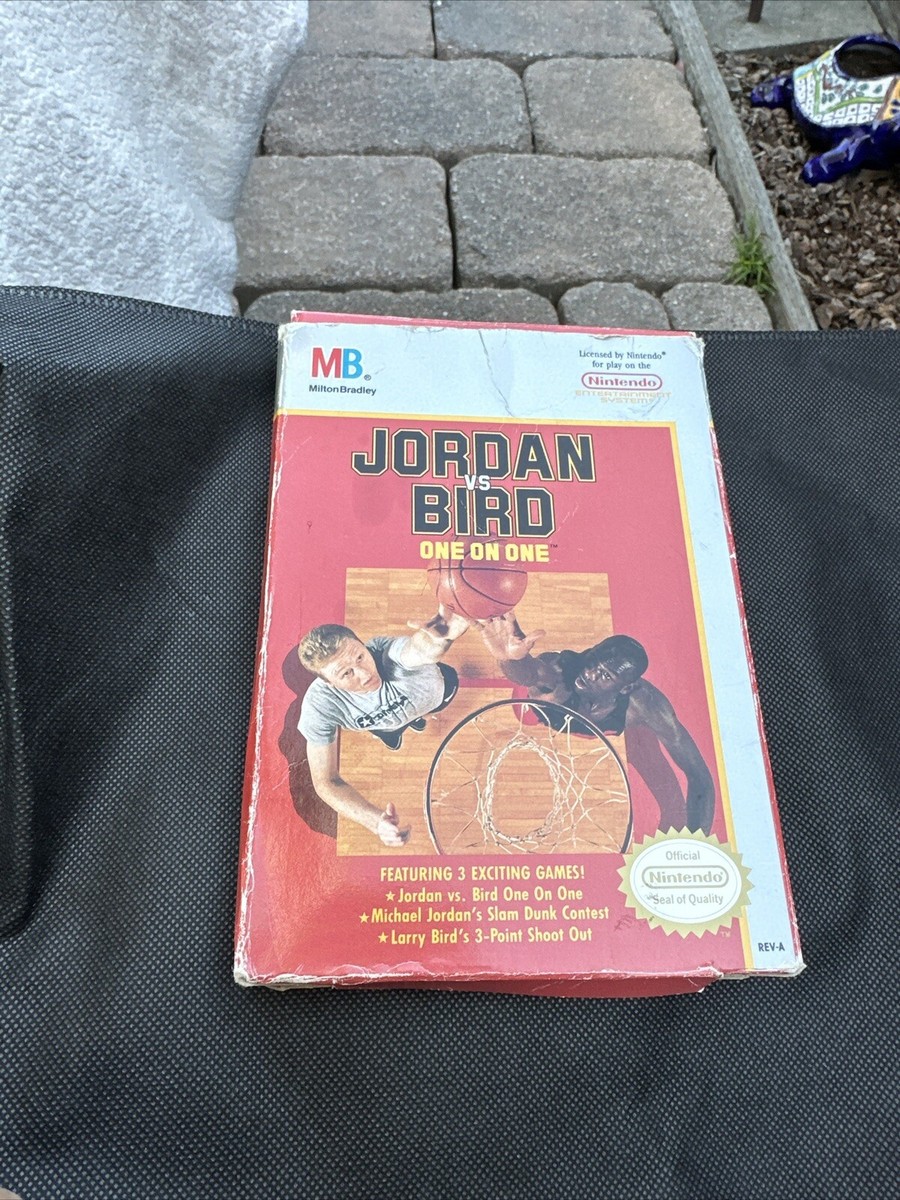 MB®
MiltonBradley
Licensed by Nintendo®
for play on the
Nintendo
ENTERTAINMENT
SYSTEM®
JORDAN
VS
BIRD
ONE ON ONE™
FEATURING 3 EXCITING GAMES!
★Jordan vs. Bird One On One
★Michael Jordan's Slam Dunk Contest
★Larry Bird's 3-Point Shoot Out
Official
Nintendo®
Seal of Quality
TM
REV-A